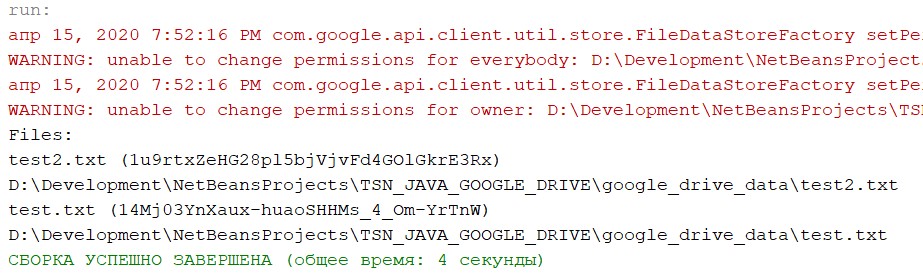 run:
апр 15, 2020 7:52:16 PM com.google.api.client.util.store.FileDataStoreFactory setPe
WARNING: unable to change permissions for everybody: D:\Development\NetBeansProject
апр 15, 2020 7:52:16 PM com.google.api.client.util.store.FileDataStoreFactory setPe
WARNING: unable to change permissions for owner: D:\Development\NetBeansProjects\TS
Files:
test2.txt (1u9rtxZeHG28pl5bjVjvFd4GOlGkrE3Rx)
D:\Development\NetBeansProjects\TSN_JAVA_GOOGLE_DRIVE\google_drive_data\test2.txt
test.txt (14Mj03YnXaux-huaoSHHMs_4_Om-YrTnW)
D:\Development\NetBeansProjects\TSN_JAVA_GOOGLE_DRIVE\google_drive_data\test.txt
СБОРКА УСПЕШНО ЗАВЕРШЕНА (общее время: 4 секунды)